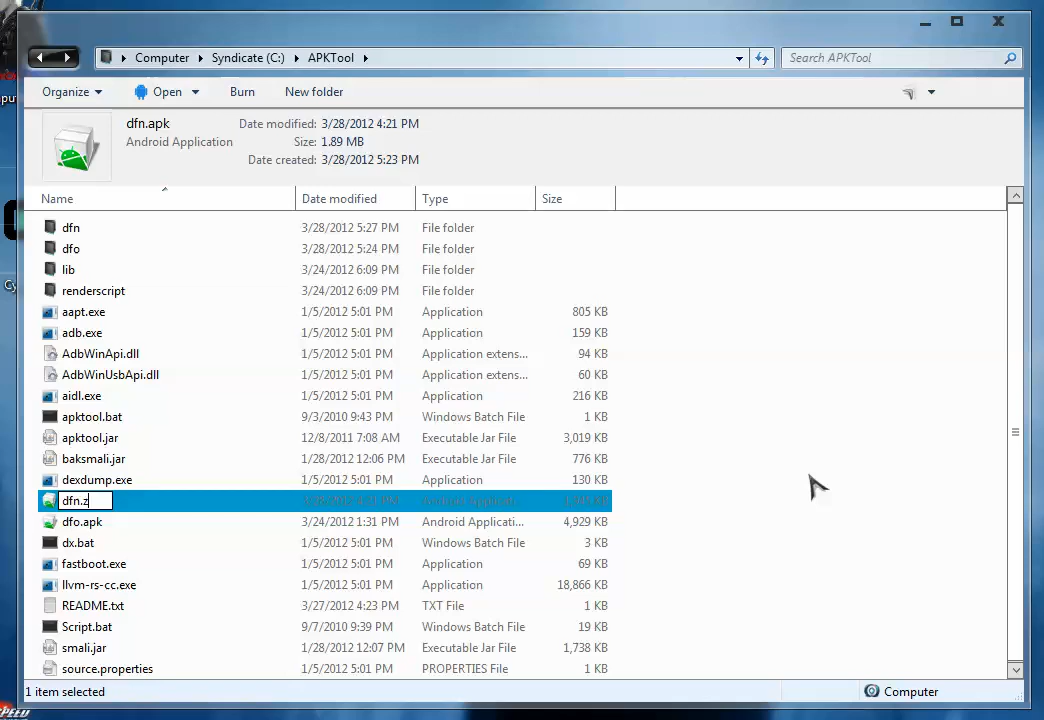 Computer Syndicate (C:) APKTool Search APKTool
Organize Open Burn New folder
dfn.apk Date modified: 3/28/2012 4:21 PM
Android Application Size: 1.89 MB
Date created: 3/28/2012 5:23 PM
Name Date modified Type Size
dfn 3/28/2012 5:27 PM File folder
dfo 3/28/2012 5:24 PM File folder
lib 3/24/2012 6:09 PM File folder
renderscript 3/24/2012 6:09 PM File folder
aapt.exe 1/5/2012 5:01 PM Application 805 KB
adb.exe 1/5/2012 5:01 PM Application 159 KB
AdbWinApi.dll 1/5/2012 5:01 PM Application extens... 94 KB
AdbWinUsbApi.dll 1/5/2012 5:01 PM Application extens... 60 KB
aidl.exe 1/5/2012 5:01 PM Application 216 KB
apktool.bat 9/3/2010 9:43 PM Windows Batch File 1 KB
apktool.jar 12/8/2011 7:08 AM Executable Jar File 3,019 KB
baksmali.jar 1/28/2012 12:06 PM Executable Jar File 776 KB
dexdump.exe 1/5/2012 5:01 PM Application 130 KB
dfn.z 3/28/2012 4:21 PM Android Applicati...
dfo.apk 3/24/2012 1:31 PM Android Applicati... 4,929 KB
dx.bat 1/5/2012 5:01 PM Windows Batch File 3 KB
fastboot.exe 1/5/2012 5:01 PM Application 69 KB
llvm-rs-cc.exe 1/5/2012 5:01 PM Application 18,866 KB
README.txt 3/27/2012 4:23 PM TXT File 1 KB
Script.bat 9/7/2010 9:39 PM Windows Batch File 19 KB
smali.jar 1/28/2012 12:07 PM Executable Jar File 1,738 KB
source.properties 1/5/2012 5:01 PM PROPERTIES File 1 KB
1 item selected Computer